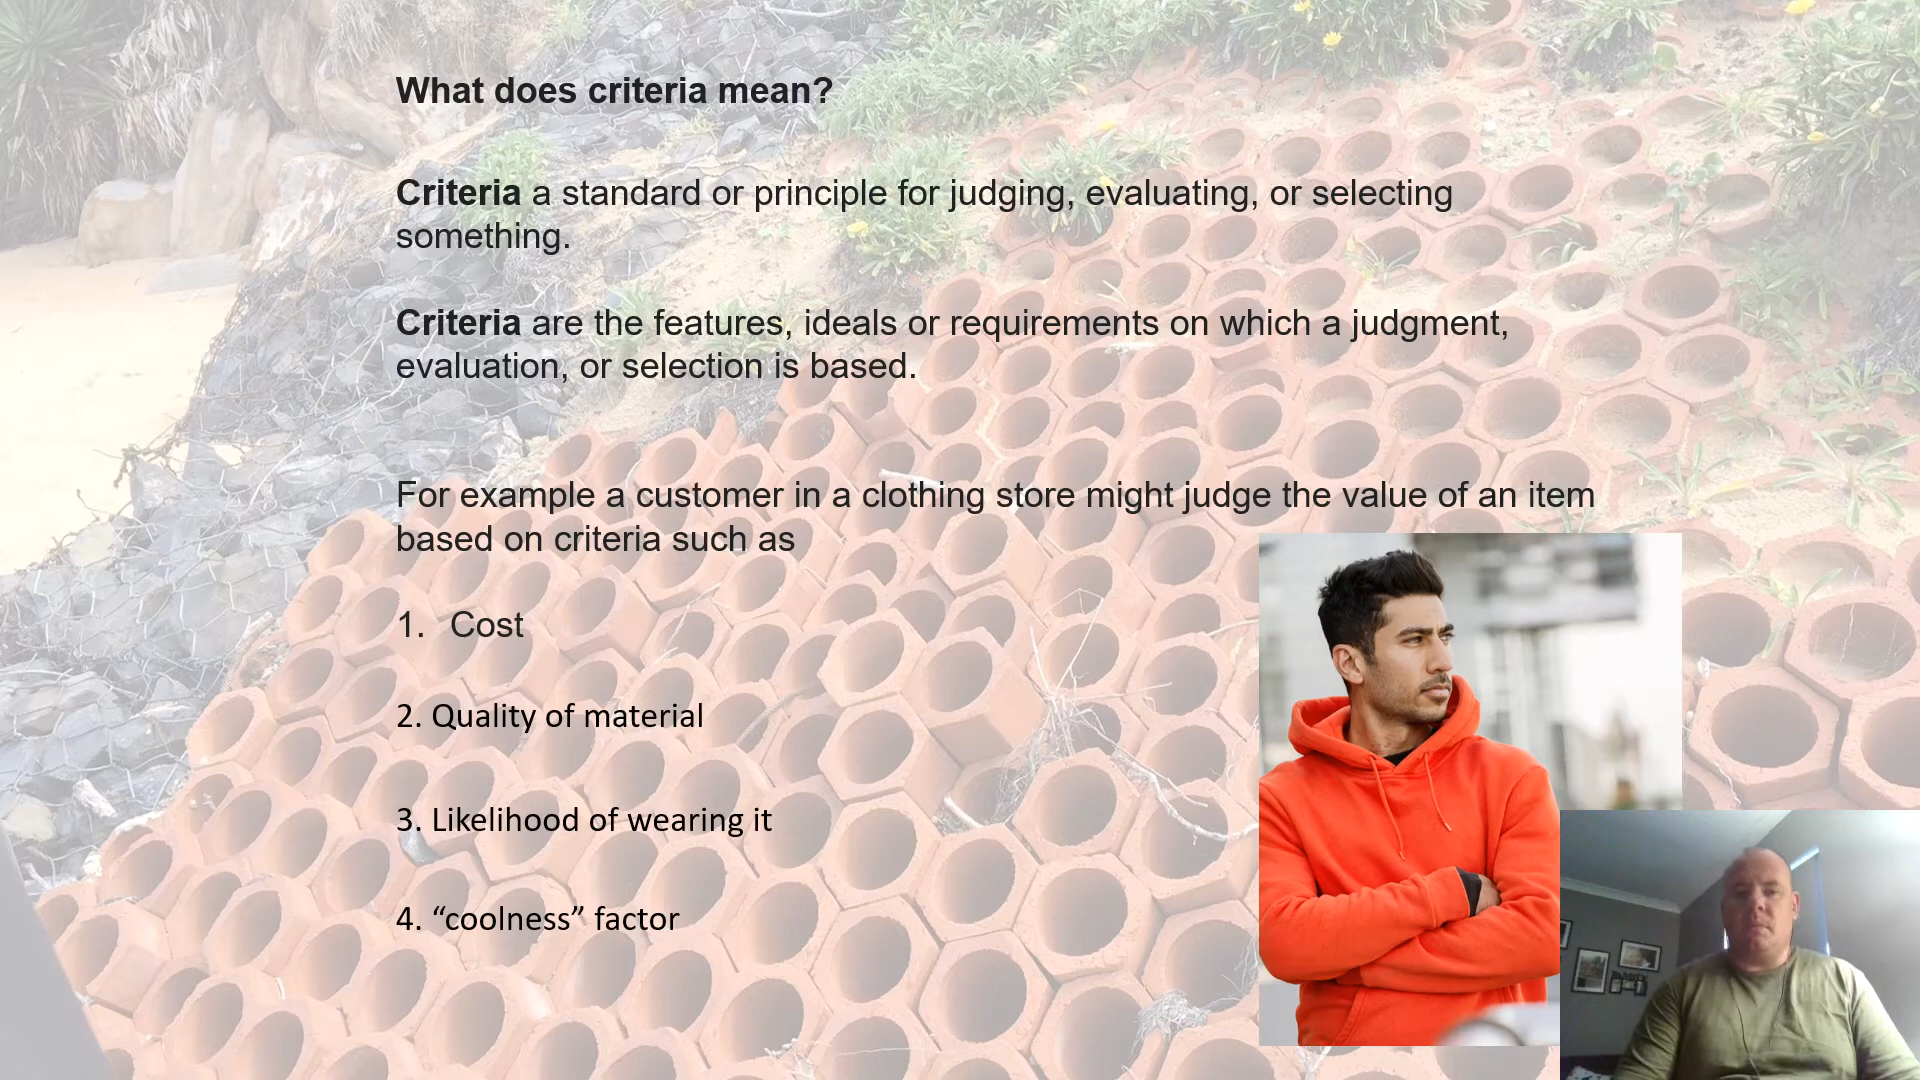 What does criteria mean?
Criteria a standard or principle for judging, evaluating, or selecting
something.
Criteria are the features, ideals or requirements on which a judgment,
evaluation, or selection is based.
For example a customer in a clothing store might judge the value of an item
based on criteria such as
1. Cost
2. Quality of material
3. Likelihood of wearing it
4. “coolness” factor